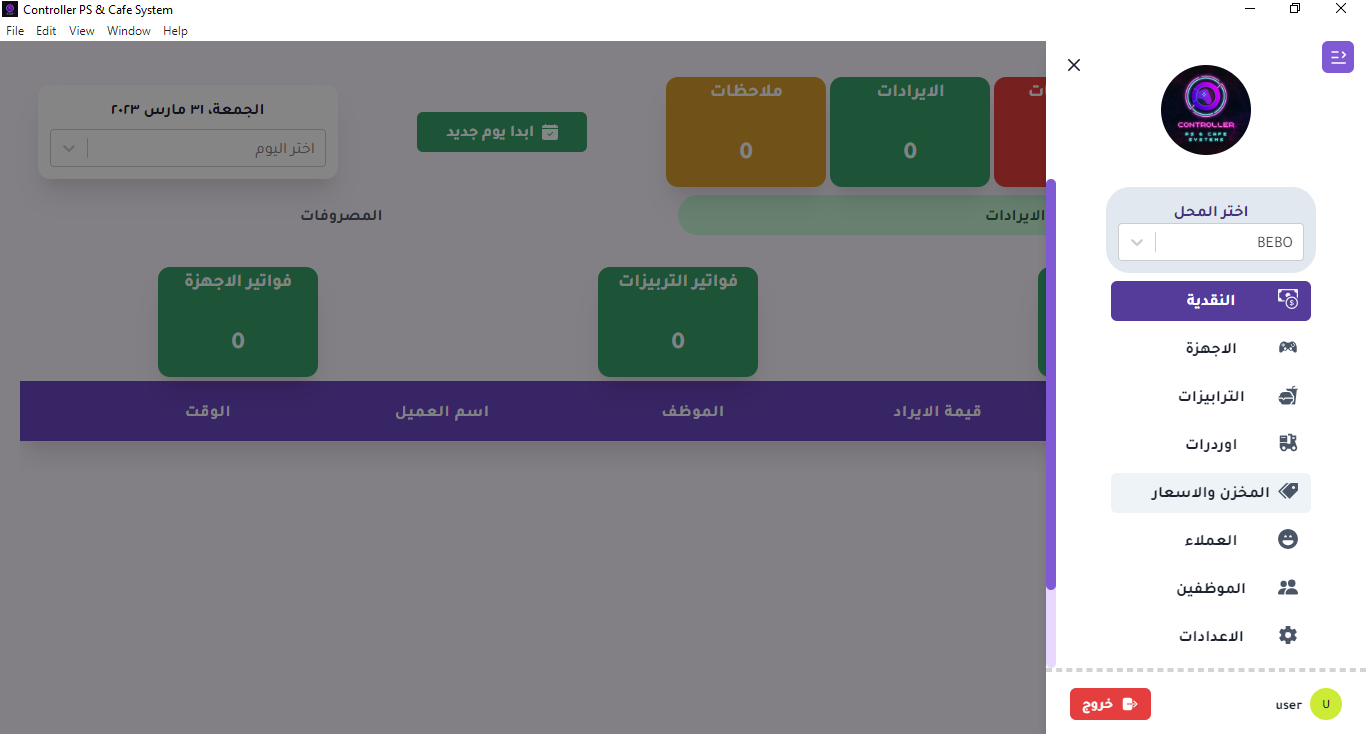 Controller PS & Cafe System
File Edit View Window Help
CONTROLLER
PS & CAFE
SYSTEMS
اختر المحل
BEBO
النقدية
الاجهزة
الترابيزات
اوردرات
المخزن والاسعار
العملاء
الموظفين
الاعدادات
U user
خروج
الايرادات
0
ملاحظات
0
ابدا يوم جديد
الجمعة، ٣١ مارس ٢٠٢٣
اختر اليوم
الايرادات
المصروفات
فواتير التربيزات
0
فواتير الاجهزة
0
قيمة الايراد الموظف اسم العميل الوقت